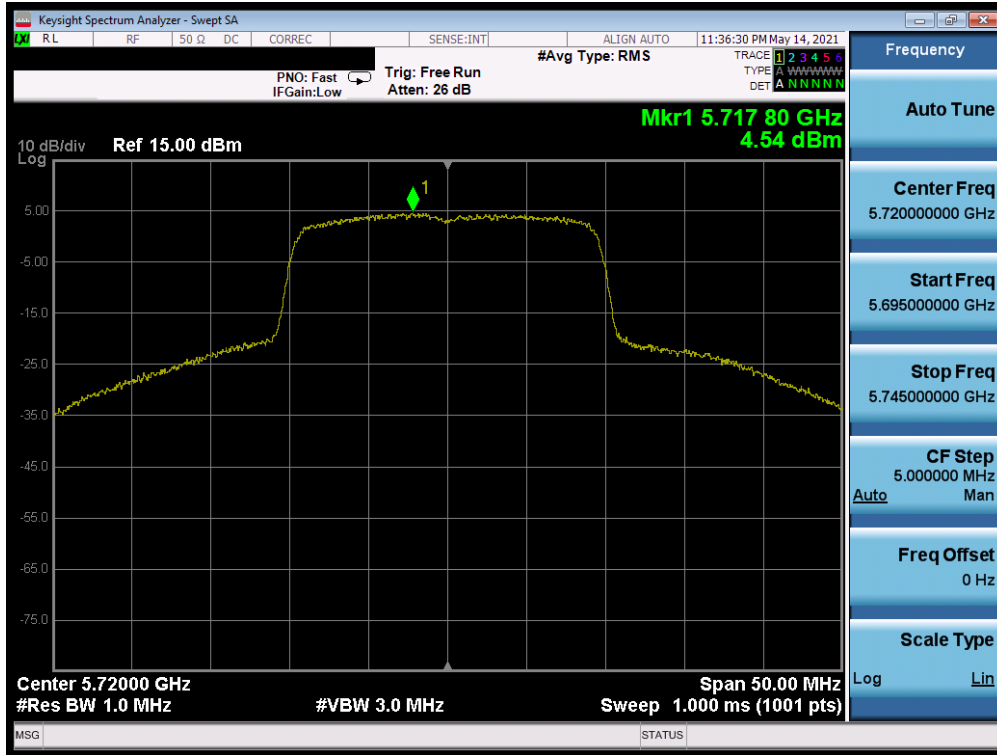 Keysight Spectrum Analyzer - Swept SA
LXI RL RF 50 Ω DC CORREC SENSE:INT ALIGN AUTO 11:36:30 PM May 14, 2021
#Avg Type: RMS
TRACE 1 2 3 4 5 6
PNO: Fast Trig: Free Run
TYPE A WWWWWW
IFGain:Low Atten: 26 dB
DET A N N N N N
Mkr1 5.717 80 GHz
4.54 dBm
10 dB/div Ref 15.00 dBm
Log
1
5.00
-5.00
-15.0
-25.0
-35.0
-45.0
-55.0
-65.0
-75.0
Center 5.72000 GHz Span 50.00 MHz
#Res BW 1.0 MHz #VBW 3.0 MHz Sweep 1.000 ms (1001 pts)
MSG STATUS
Frequency
Auto Tune
Center Freq
5.720000000 GHz
Start Freq
5.695000000 GHz
Stop Freq
5.745000000 GHz
CF Step
5.000000 MHz
Auto Man
Freq Offset
0 Hz
Scale Type
Log Lin